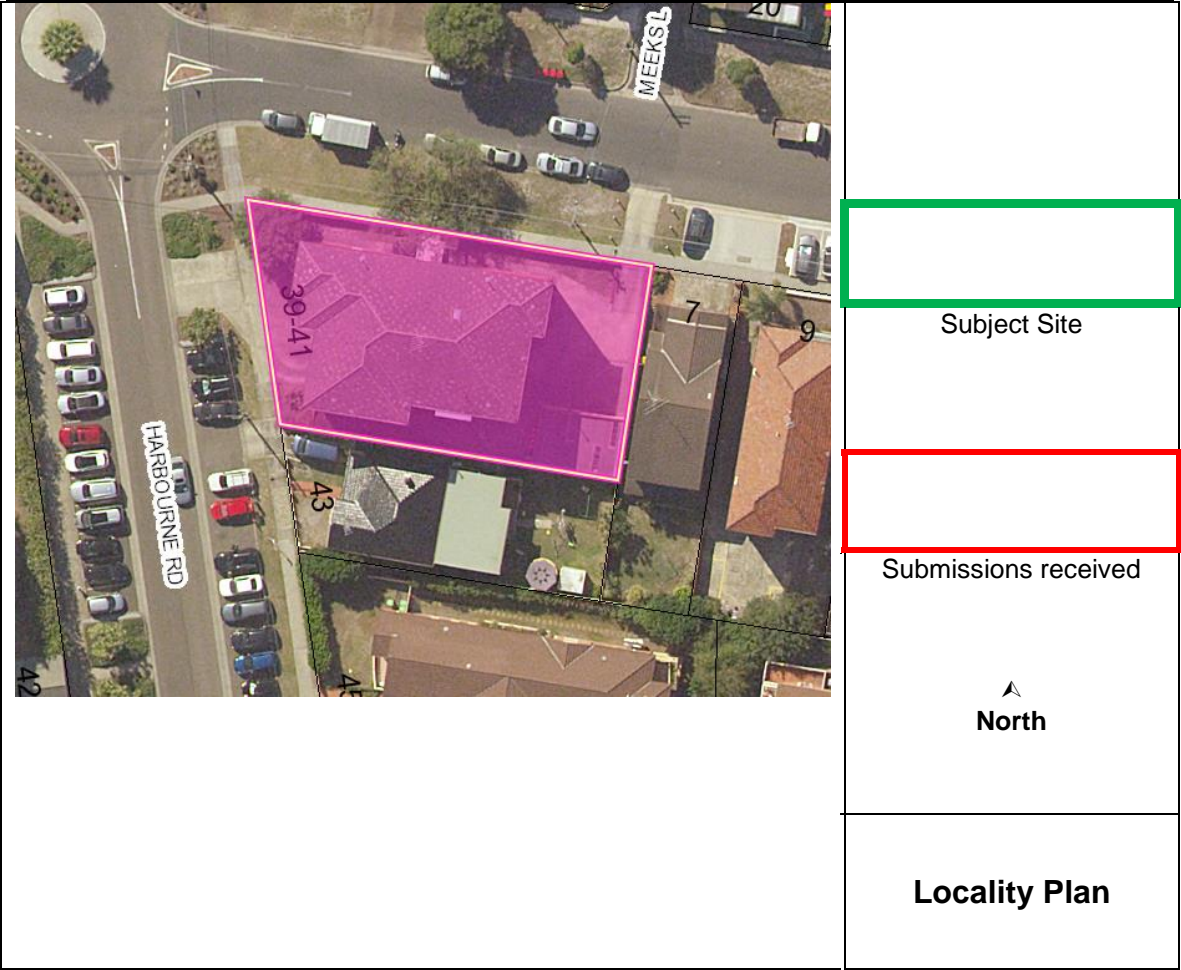 20
MEEKS L
39-41
7
9
HARBOURNE RD
43
42
45
Subject Site
Submissions received
North
Locality Plan